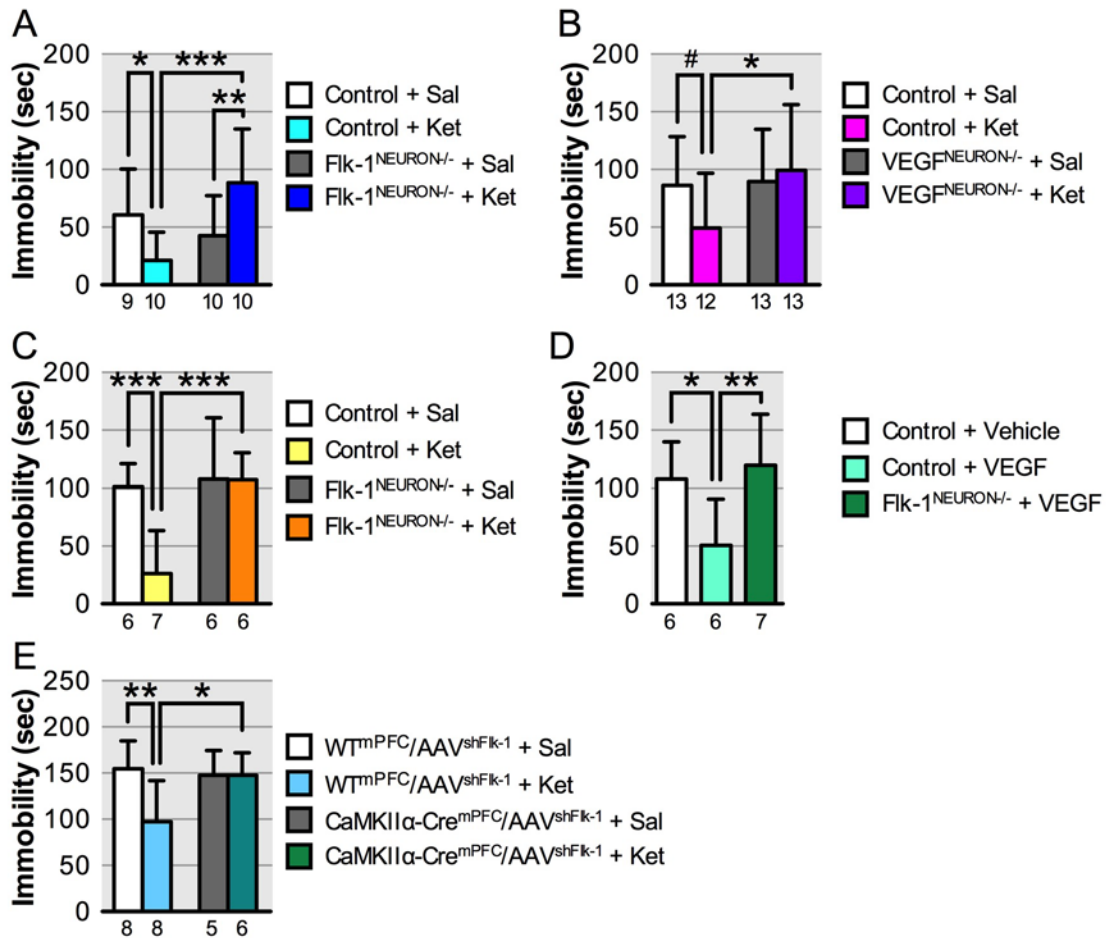 A
Immobility (sec)
200
150
100
50
0
* ***
**
9 10 10 10
Control + Sal
Control + Ket
Flk-1NEURON-/- + Sal
Flk-1NEURON-/- + Ket
B
Immobility (sec)
200
150
100
50
0
# *
13 12 13 13
Control + Sal
Control + Ket
VEGFNEURON-/- + Sal
VEGFNEURON-/- + Ket
C
Immobility (sec)
200
150
100
50
0
*** ***
6 7 6 6
Control + Sal
Control + Ket
Flk-1NEURON-/- + Sal
Flk-1NEURON-/- + Ket
D
Immobility (sec)
200
150
100
50
0
* **
6 6 7
Control + Vehicle
Control + VEGF
Flk-1NEURON-/- + VEGF
E
Immobility (sec)
250
200
150
100
50
0
** *
8 8 5 6
WTmPFC/AAVshFlk-1 + Sal
WTmPFC/AAVshFlk-1 + Ket
CaMKIIα-CremPFC/AAVshFlk-1 + Sal
CaMKIIα-CremPFC/AAVshFlk-1 + Ket